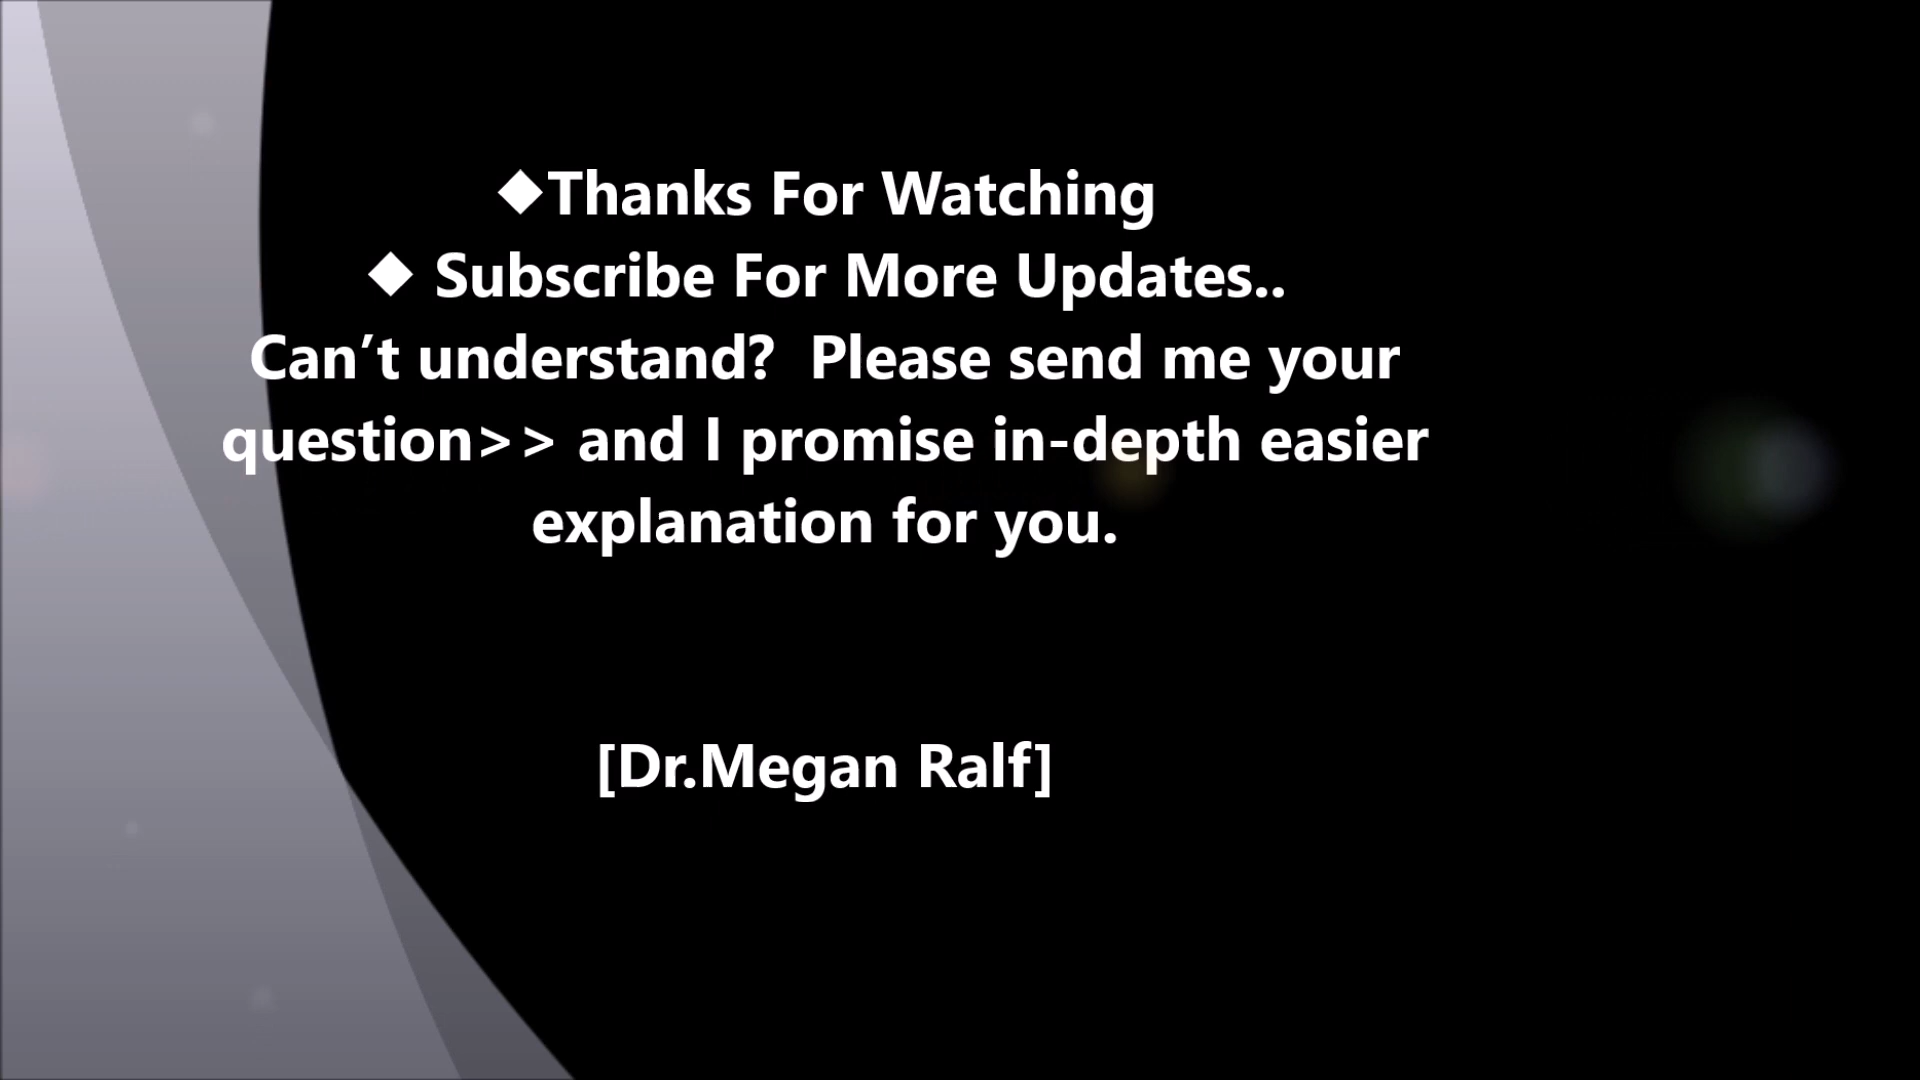 ◆Thanks For Watching
◆ Subscribe For More Updates..
Can’t understand?  Please send me your
question>> and I promise in-depth easier
explanation for you.
[Dr.Megan Ralf]